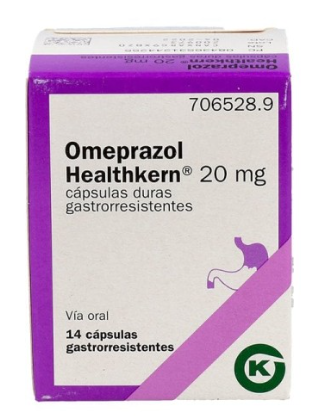 Omeprazol
Healthkern 20 mg
706528.9
Omeprazol
Healthkern® 20 mg
cápsulas duras
gastrorresistentes
Vía oral
14 cápsulas
gastrorresistentes
K